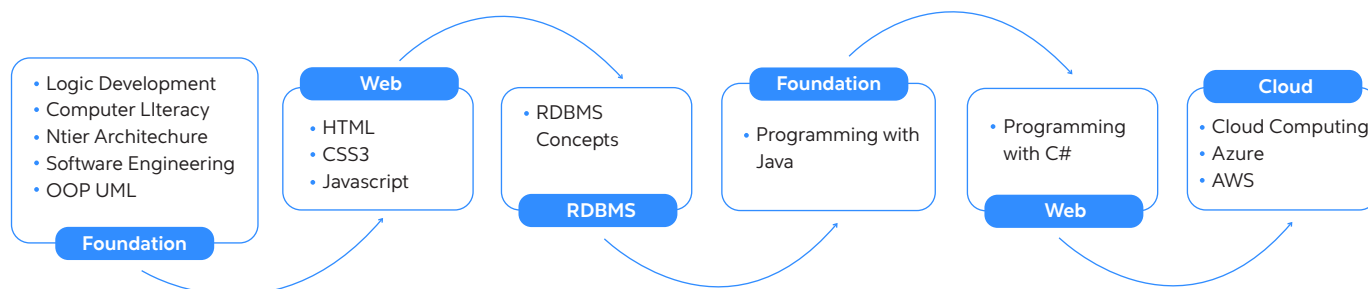 Logic Development
Computer LIteracy
Ntier Architechure
Software Engineering
OOP UML
Foundation
Web
HTML
CSS3
Javascript
RDBMS
Concepts
RDBMS
Foundation
Programming with
Java
Programming
with C#
Web
Cloud
Cloud Computing
Azure
AWS